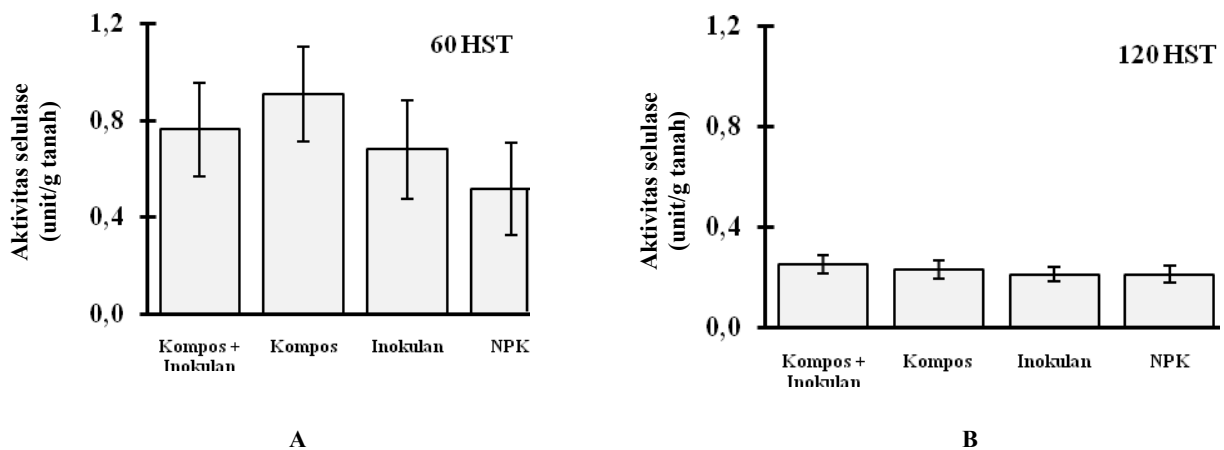 60 HST
Aktivitas selulase
(unit/g tanah)
1,2
0,8
0,4
0,0
Kompos +
Inokulan
Kompos
Inokulan
NPK
A
120 HST
Aktivitas selulase
(unit/g tanah)
1,2
0,8
0,4
0,0
Kompos +
Inokulan
Kompos
Inokulan
NPK
B